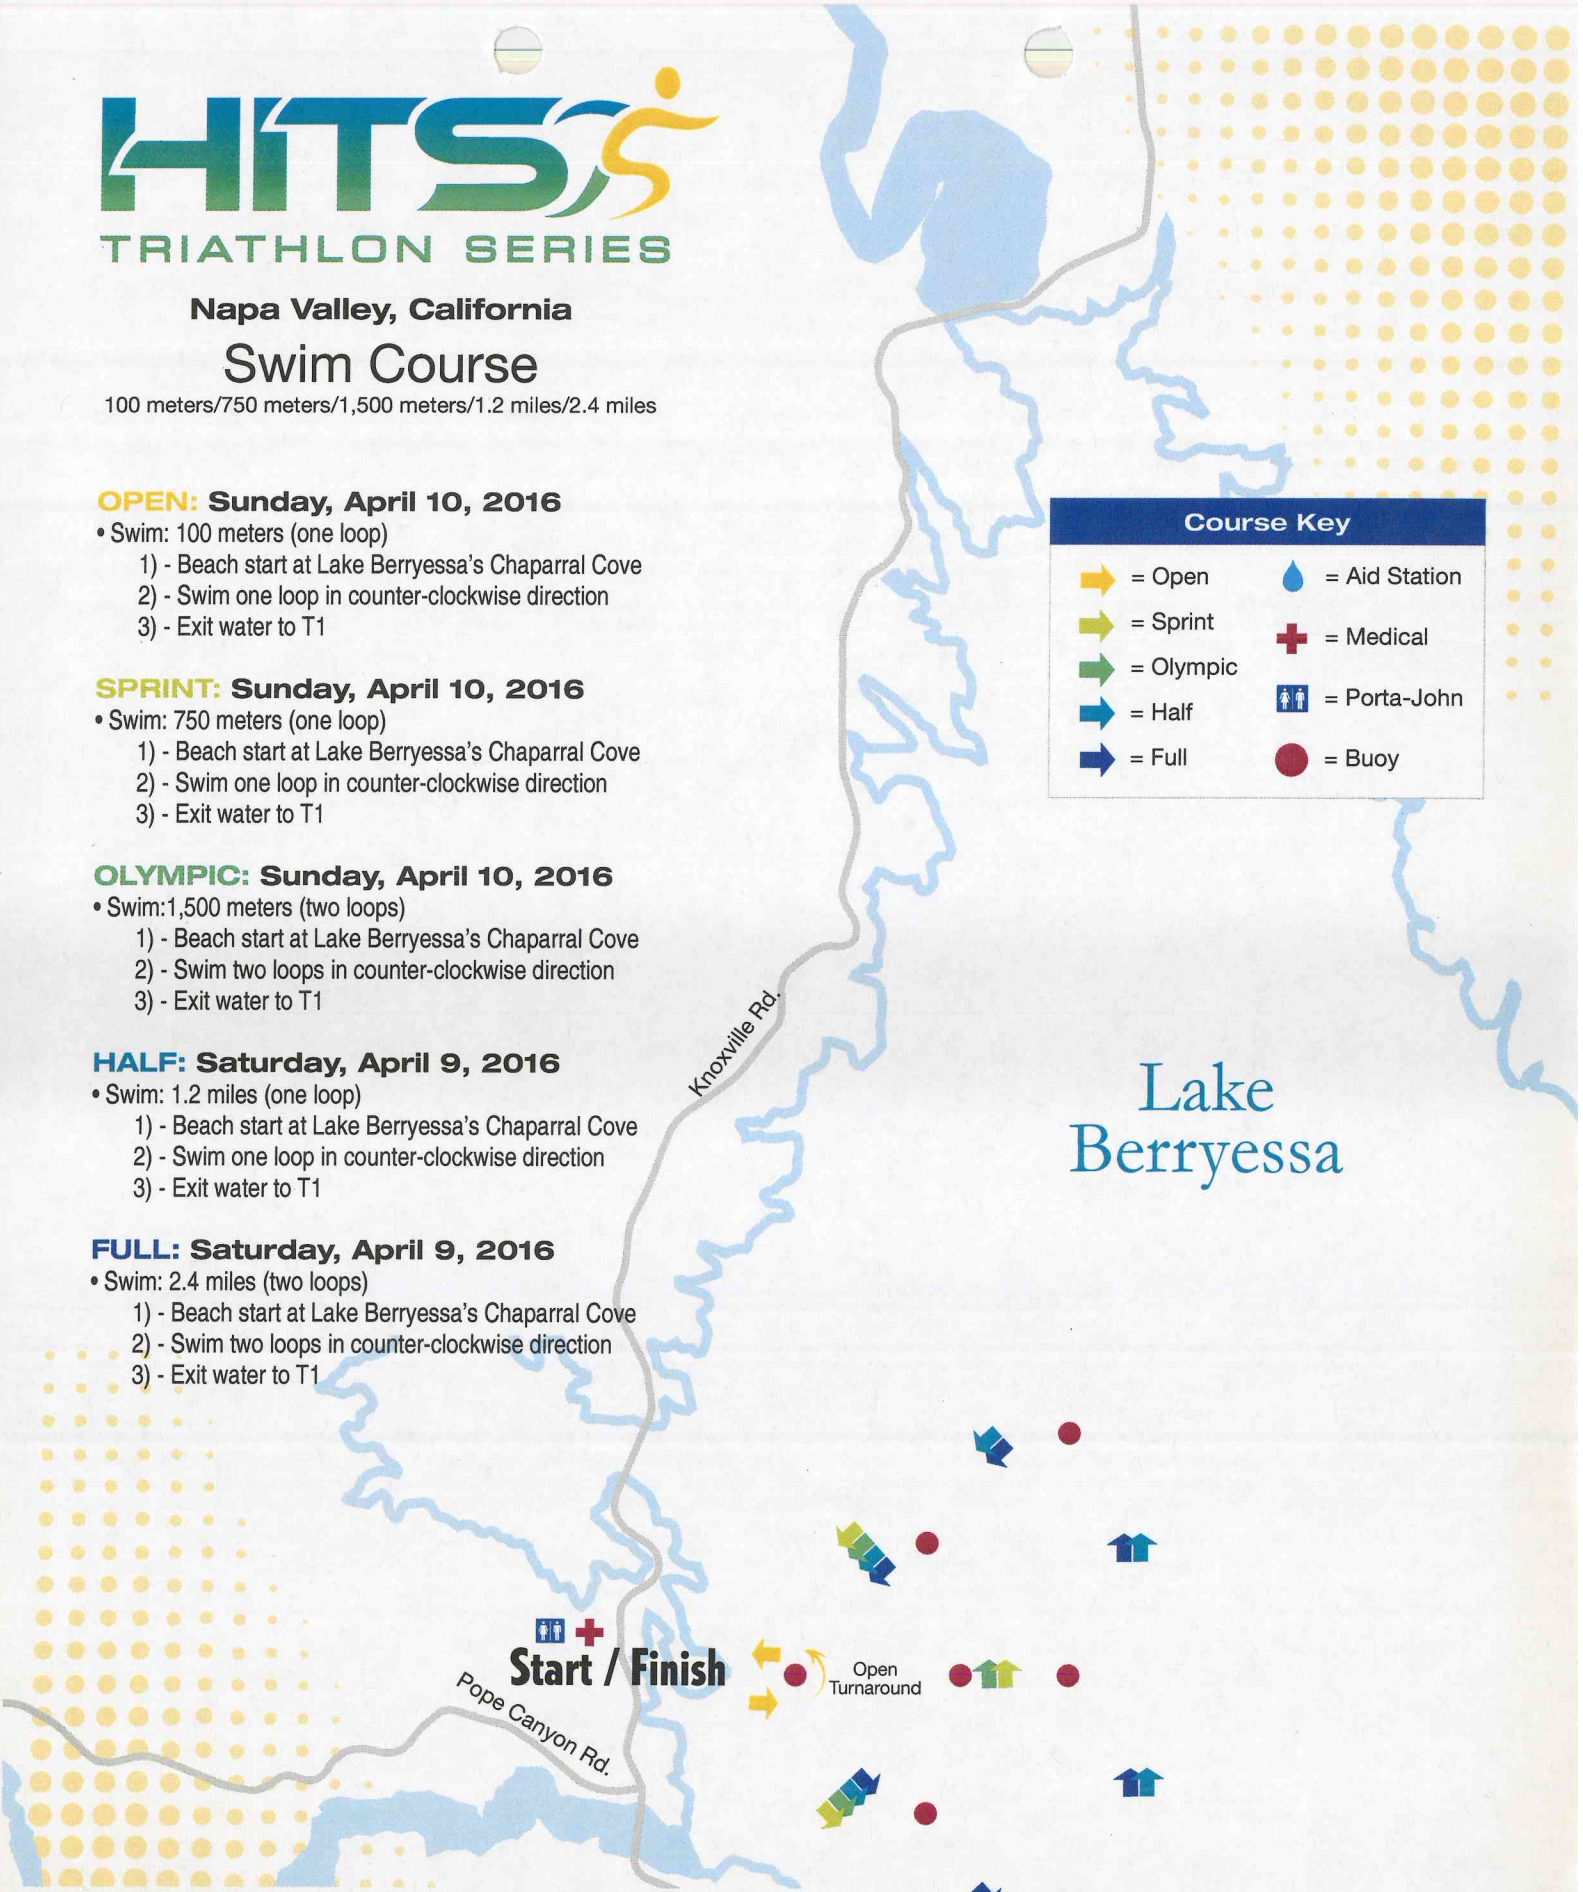 HITS
TRIATHLON SERIES
Napa Valley, California
Swim Course
100 meters/750 meters/1,500 meters/1.2 miles/2.4 miles
OPEN: Sunday, April 10, 2016
• Swim: 100 meters (one loop)
1) - Beach start at Lake Berryessa's Chaparral Cove
2) - Swim one loop in counter-clockwise direction
3) - Exit water to T1
SPRINT: Sunday, April 10, 2016
• Swim: 750 meters (one loop)
1) - Beach start at Lake Berryessa's Chaparral Cove
2) - Swim one loop in counter-clockwise direction
3) - Exit water to T1
OLYMPIC: Sunday, April 10, 2016
• Swim:1,500 meters (two loops)
1) - Beach start at Lake Berryessa's Chaparral Cove
2) - Swim two loops in counter-clockwise direction
3) - Exit water to T1
HALF: Saturday, April 9, 2016
• Swim: 1.2 miles (one loop)
1) - Beach start at Lake Berryessa's Chaparral Cove
2) - Swim one loop in counter-clockwise direction
3) - Exit water to T1
FULL: Saturday, April 9, 2016
• Swim: 2.4 miles (two loops)
1) - Beach start at Lake Berryessa's Chaparral Cove
2) - Swim two loops in counter-clockwise direction
3) - Exit water to T1
Course Key
= Open
= Sprint
= Olympic
= Half
= Full
= Aid Station
= Medical
= Porta-John
= Buoy
Knoxville Rd.
Lake
Berryessa
Start / Finish
Open
Turnaround
Pope Canyon Rd.